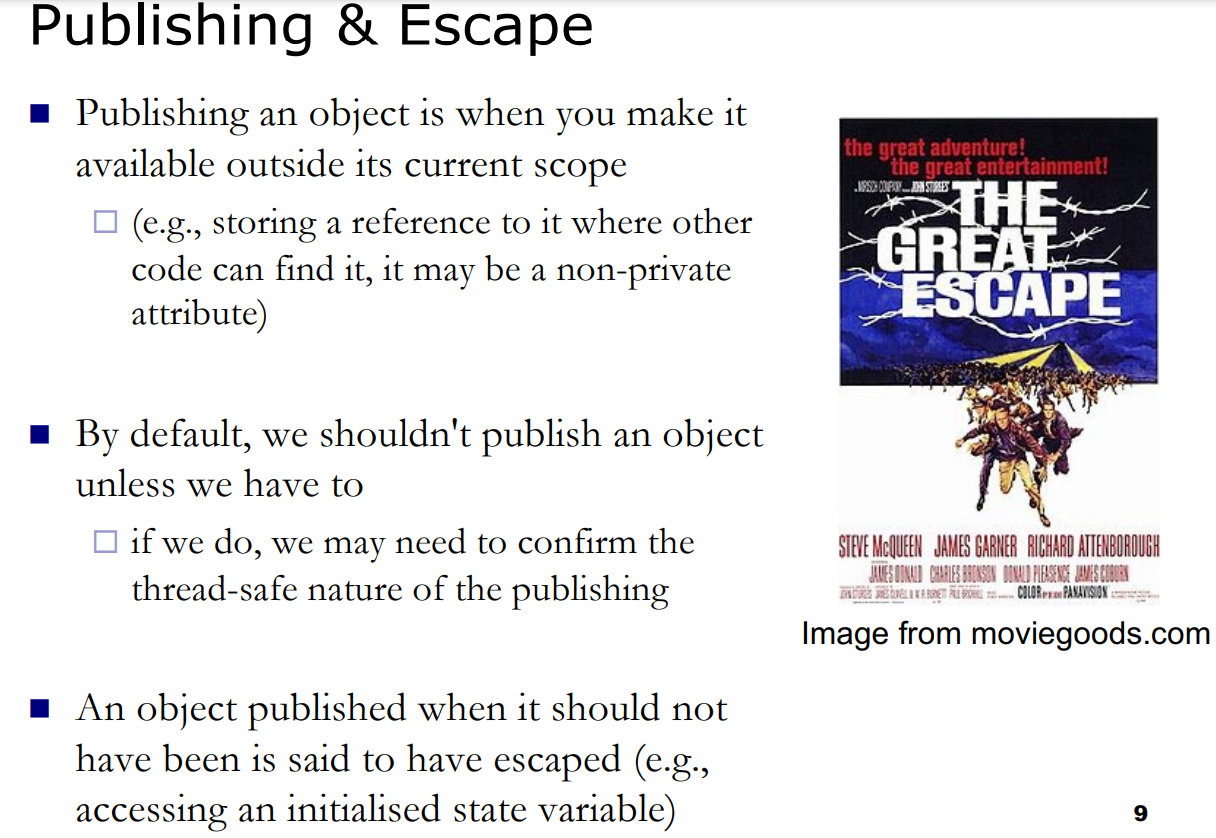 Publishing & Escape
Publishing an object is when you make it
available outside its current scope
(e.g., storing a reference to it where other
code can find it, it may be a non-private
attribute)
By default, we shouldn't publish an object
unless we have to
if we do, we may need to confirm the
thread-safe nature of the publishing
An object published when it should not
have been is said to have escaped (e.g.,
accessing an initialised state variable)
the great adventure!
the great entertainment!
THE
GREAT
ESCAPE
STEVE McQUEEN JAMES GARNER RICHARD ATTENBOROUGH
JAMES DONALD CHARLES BRONSON DONALD PLEASENCE JAMES COBURN
COLOR PANAVISION
Image from moviegoods.com
9